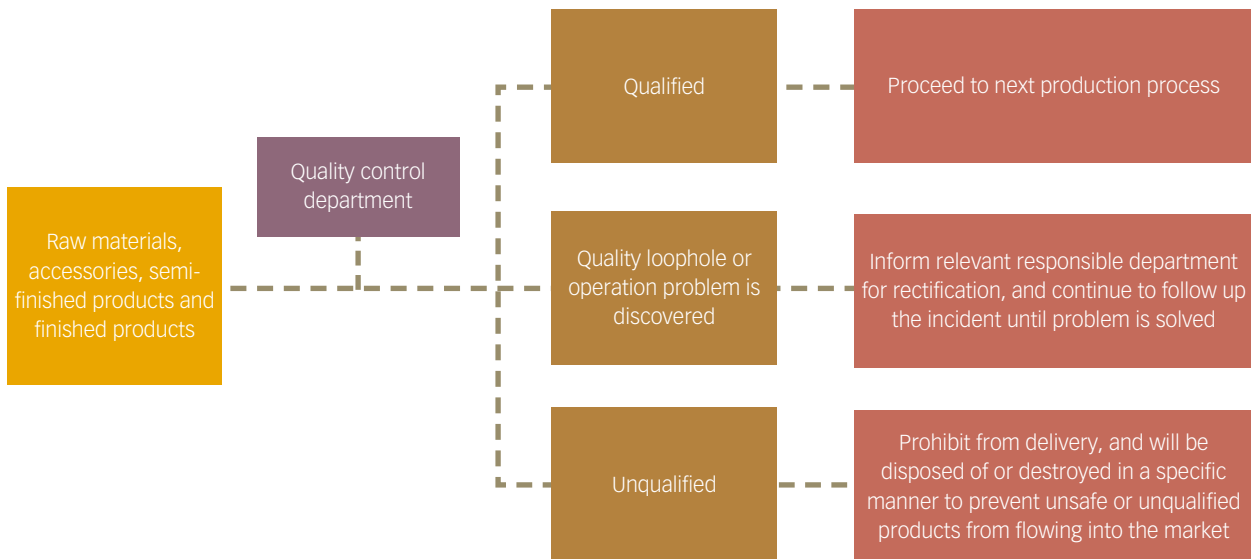 Raw materials,
accessories, semi-
finished products and
finished products
Quality control
department
Qualified
Proceed to next production process
Quality loophole or
operation problem is
discovered
Inform relevant responsible department
for rectification, and continue to follow up
the incident until problem is solved
Unqualified
Prohibit from delivery, and will be
disposed of or destroyed in a specific
manner to prevent unsafe or unqualified
products from flowing into the market